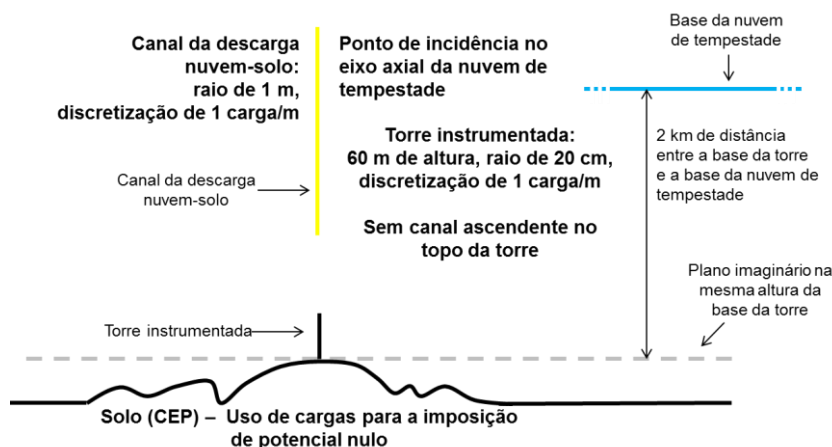 Canal da descarga
nuvem-solo:
raio de 1 m,
discretização de 1 carga/m
Canal da descarga
nuvem-solo
Ponto de incidência no
eixo axial da nuvem de
tempestade
Torre instrumentada:
60 m de altura, raio de 20 cm,
discretização de 1 carga/m
Sem canal ascendente no
topo da torre
Base da nuvem
de tempestade
2 km de distância
entre a base da torre
e a base da nuvem de
tempestade
Plano imaginário na
mesma altura da
base da torre
Torre instrumentada
Solo (CEP) – Uso de cargas para a imposição
de potencial nulo